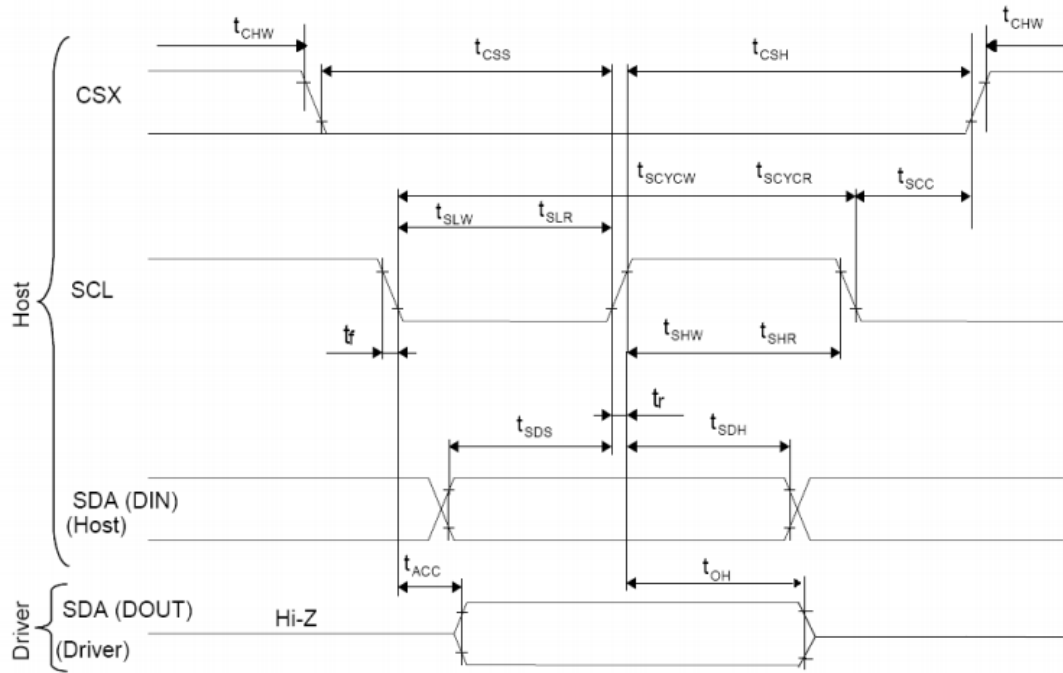 tCHW
tCHW
tCSS
tCSH
CSX
tSCYCW
tSCYCR
tSCC
tSLW
tSLR
SCL
Host
tf
tSHW
tSHR
tr
tSDS
tSDH
SDA (DIN)
(Host)
tACC
tOH
SDA (DOUT)
Hi-Z
Driver
(Driver)